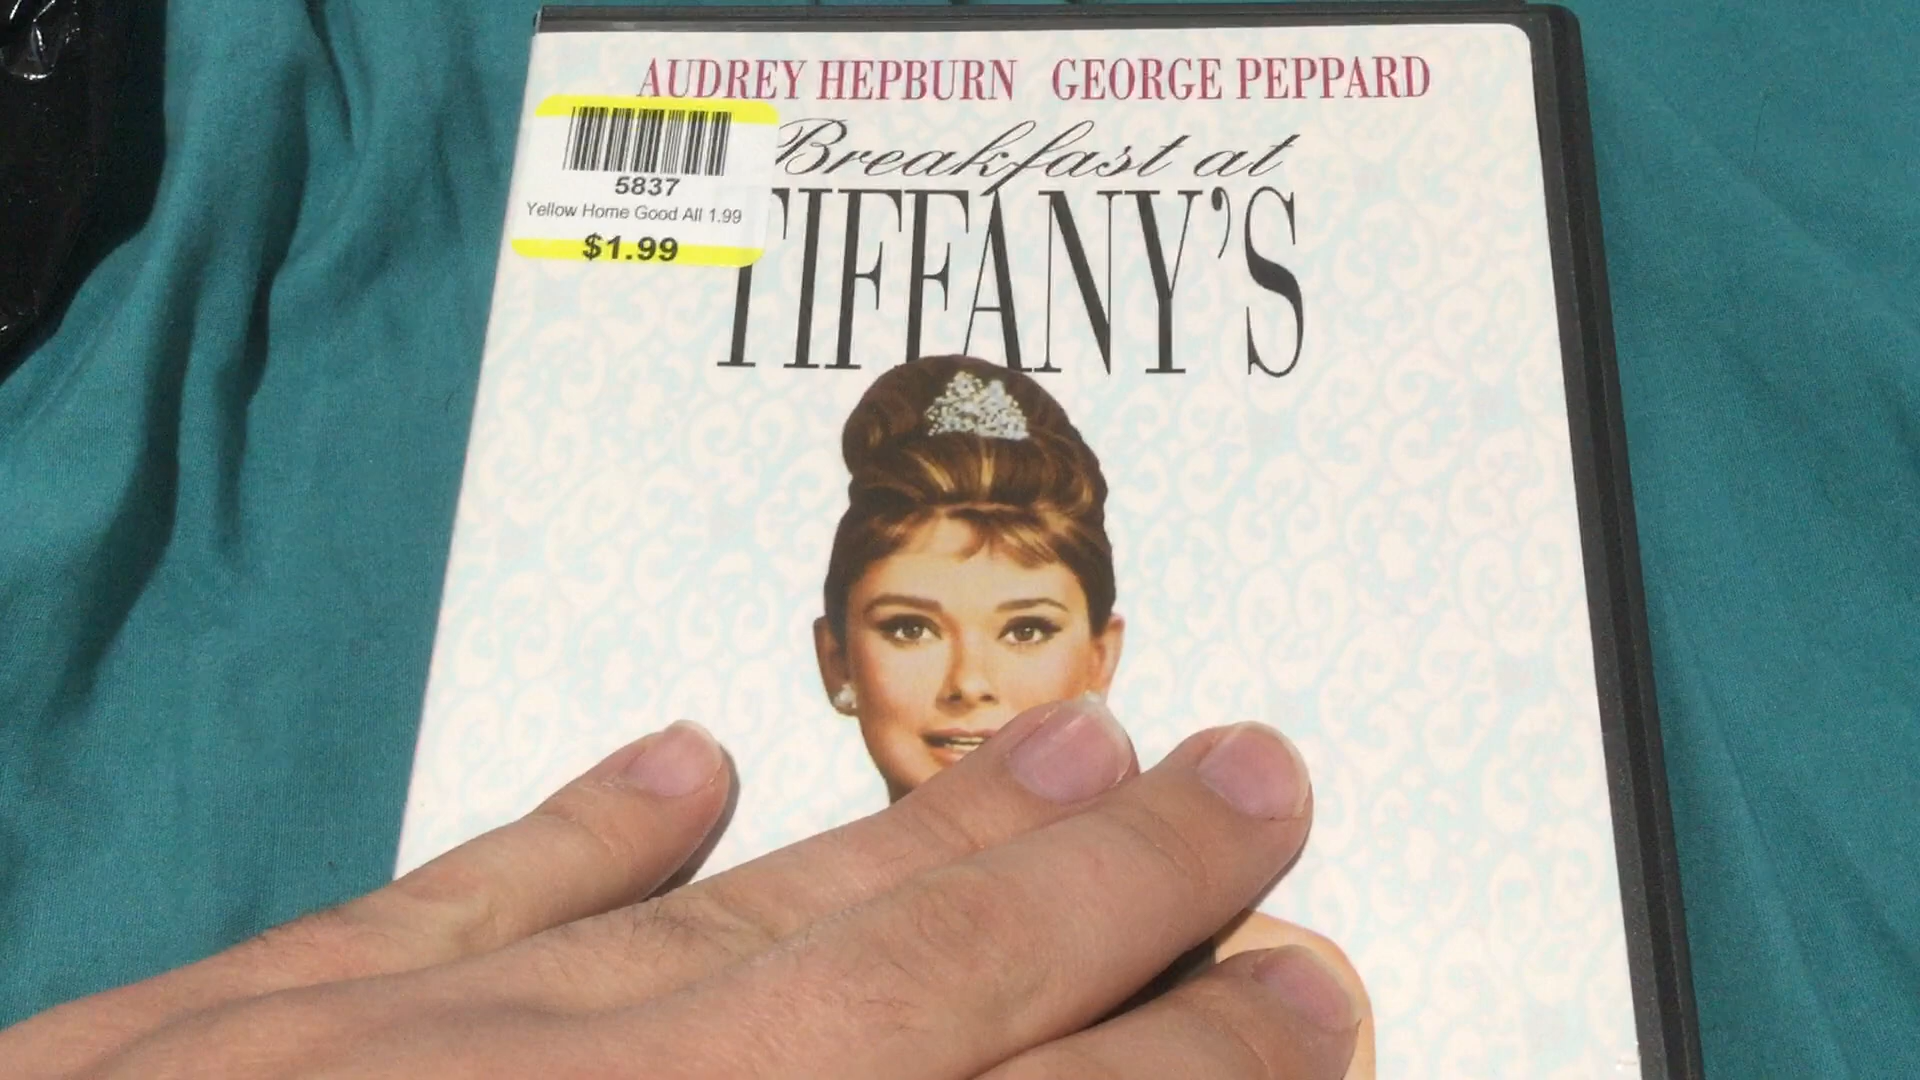 AUDREY HEPBURN GEORGE PEPPARD
Breakfast at
TIFFANY'S
5837
Yellow Home Good All 1.99
$1.99